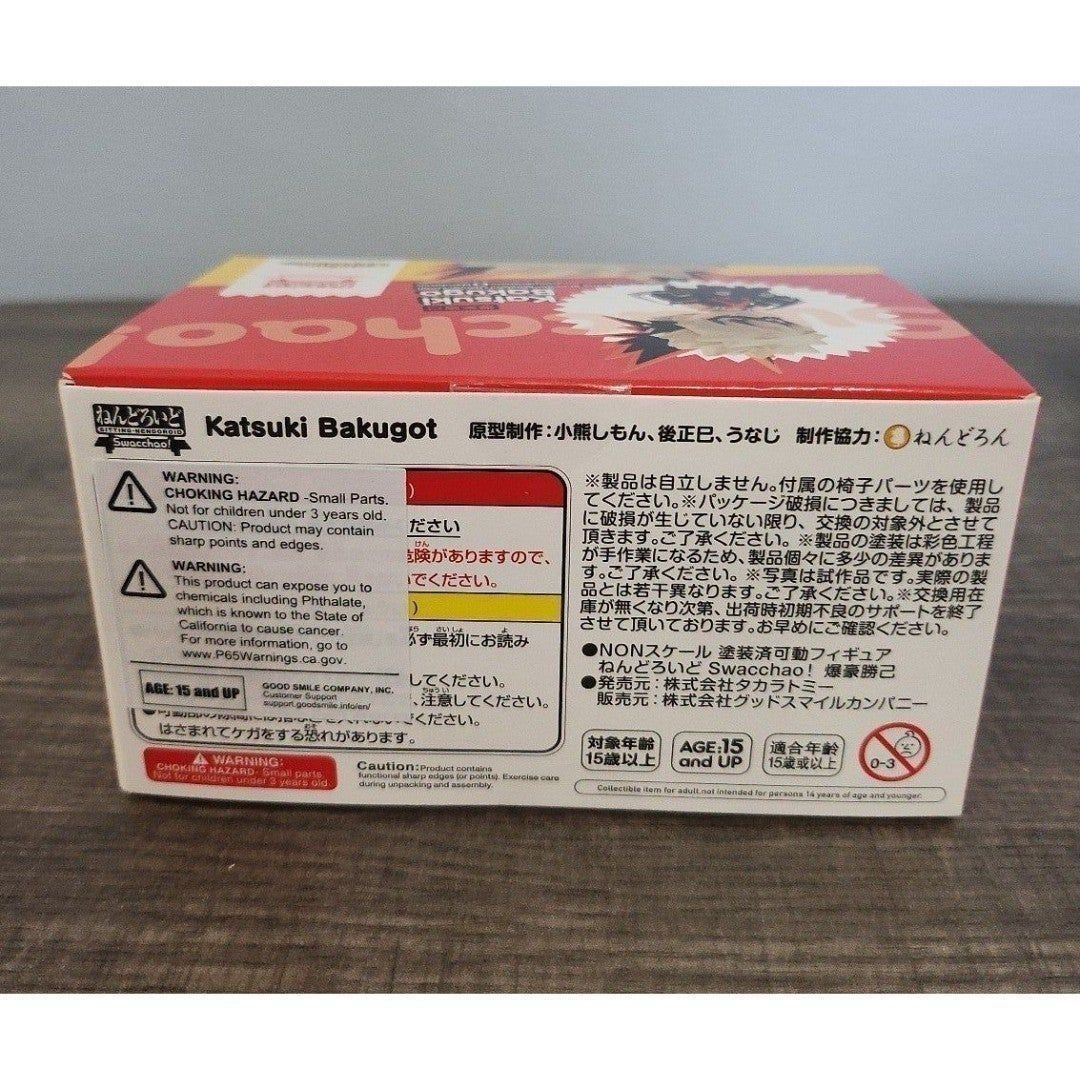 Katsuki
Bakugo
chao
ねんどろいど
SITTING-NENDOROID
Swacchao!
Katsuki Bakugot
原型制作：小熊しもん、後正巳、うなじ 制作協力：ねんどろん
WARNING:
CHOKING HAZARD -Small Parts.
Not for children under 3 years old.
CAUTION: Product may contain
sharp points and edges.
WARNING:
This product can expose you to
chemicals including Phthalate,
which is known to the State of
California to cause cancer.
For more information, go to
www.P65Warnings.ca.gov.
AGE: 15 and UP
GOOD SMILE COMPANY, INC.
Customer Support
support.goodsmile.info/en/
ださい
危険がありますので、
いでください。
必ず最初にお読み
してください。
、注意してください。
はさまれてケガをする恐れがあります。
WARNING:
CHOKING HAZARD- Small parts
Not for children under 3 years old
Caution:Product contains
functional sharp edges (or points). Exercise care
during unpacking and assembly.
※製品は自立しません。付属の椅子パーツを使用し
てください。※パッケージ破損につきましては、製品
に破損が生じていない限り、交換の対象外とさせて
頂きます。ご了承ください。※製品の塗装は彩色工程
が手作業になるため、製品個々に多少の差異がありま
す。ご了承ください。※写真は試作品です。実際の製
品とは若干異なります。ご了承ください。※交換用在
庫が無くなり次第、出荷時初期不良のサポートを終了
させて頂いております。お早めにご確認ください。
●NONスケール 塗装済可動フィギュア
ねんどろいど Swacchao! 爆豪勝己
●発売元：株式会社タカラトミー
販売元：株式会社グッドスマイルカンパニー
対象年齢
15歳以上
AGE:15
and UP
適合年齡
15歲或以上
0-3
Collectible item for adult,not intended for persons 14 years of age and younger.